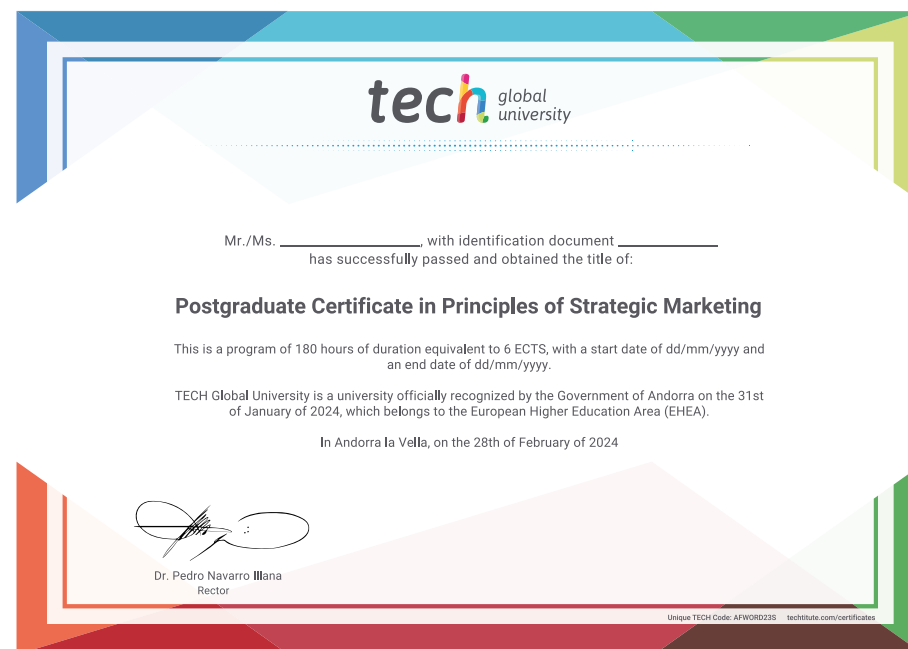 tech global
university
Mr./Ms. ____________________, with identification document ______________
has successfully passed and obtained the title of:
Postgraduate Certificate in Principles of Strategic Marketing
This is a program of 180 hours of duration equivalent to 6 ECTS, with a start date of dd/mm/yyyy and
an end date of dd/mm/yyyy.
TECH Global University is a university officially recognized by the Government of Andorra on the 31st
of January of 2024, which belongs to the European Higher Education Area (EHEA).
In Andorra la Vella, on the 28th of February of 2024
Dr. Pedro Navarro Illana
Rector
Unique TECH Code: AFWORD23S techtitute.com/certificates